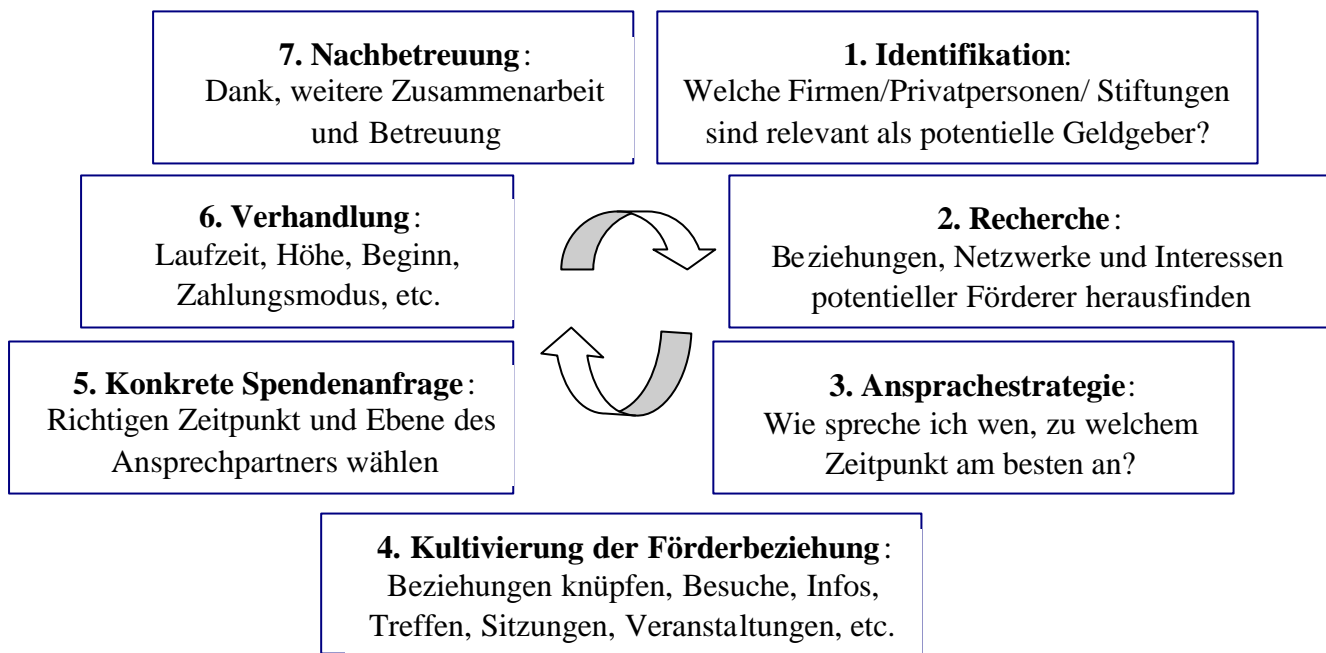 7. Nachbetreuung:
Dank, weitere Zusammenarbeit
und Betreuung
1. Identifikation:
Welche Firmen/Privatpersonen/ Stiftungen
sind relevant als potentielle Geldgeber?
6. Verhandlung:
Laufzeit, Höhe, Beginn,
Zahlungsmodus, etc.
2. Recherche:
Beziehungen, Netzwerke und Interessen
potentieller Förderer herausfinden
5. Konkrete Spendenanfrage:
Richtigen Zeitpunkt und Ebene des
Ansprechpartners wählen
3. Ansprachestrategie:
Wie spreche ich wen, zu welchem
Zeitpunkt am besten an?
4. Kultivierung der Förderbeziehung:
Beziehungen knüpfen, Besuche, Infos,
Treffen, Sitzungen, Veranstaltungen, etc.